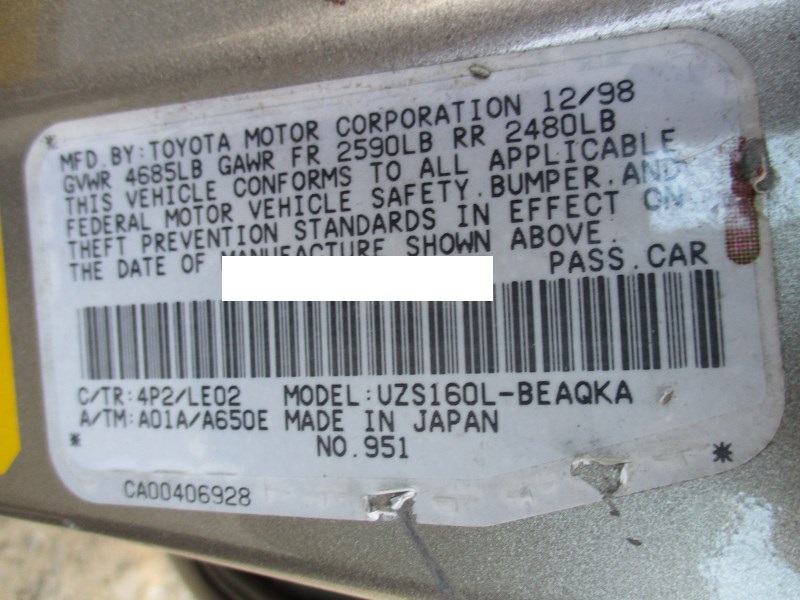 MFD.BY:TOYOTA MOTOR CORPORATION 12/98
GVWR 4685LB GAWR FR 2590LB RR 2480LB
THIS VEHICLE CONFORMS TO ALL APPLICABLE
FEDERAL MOTOR VEHICLE SAFETY.BUMPER.AND
THEFT PREVENTION STANDARDS IN EFFECT ON
THE DATE OF MANUFACTURE SHOWN ABOVE.
PASS.CAR
C/TR:4P2/LE02 MODEL:UZS160L-BEAQKA
A/TM:A01A/A650E MADE IN JAPAN
NO.951
CA00406928